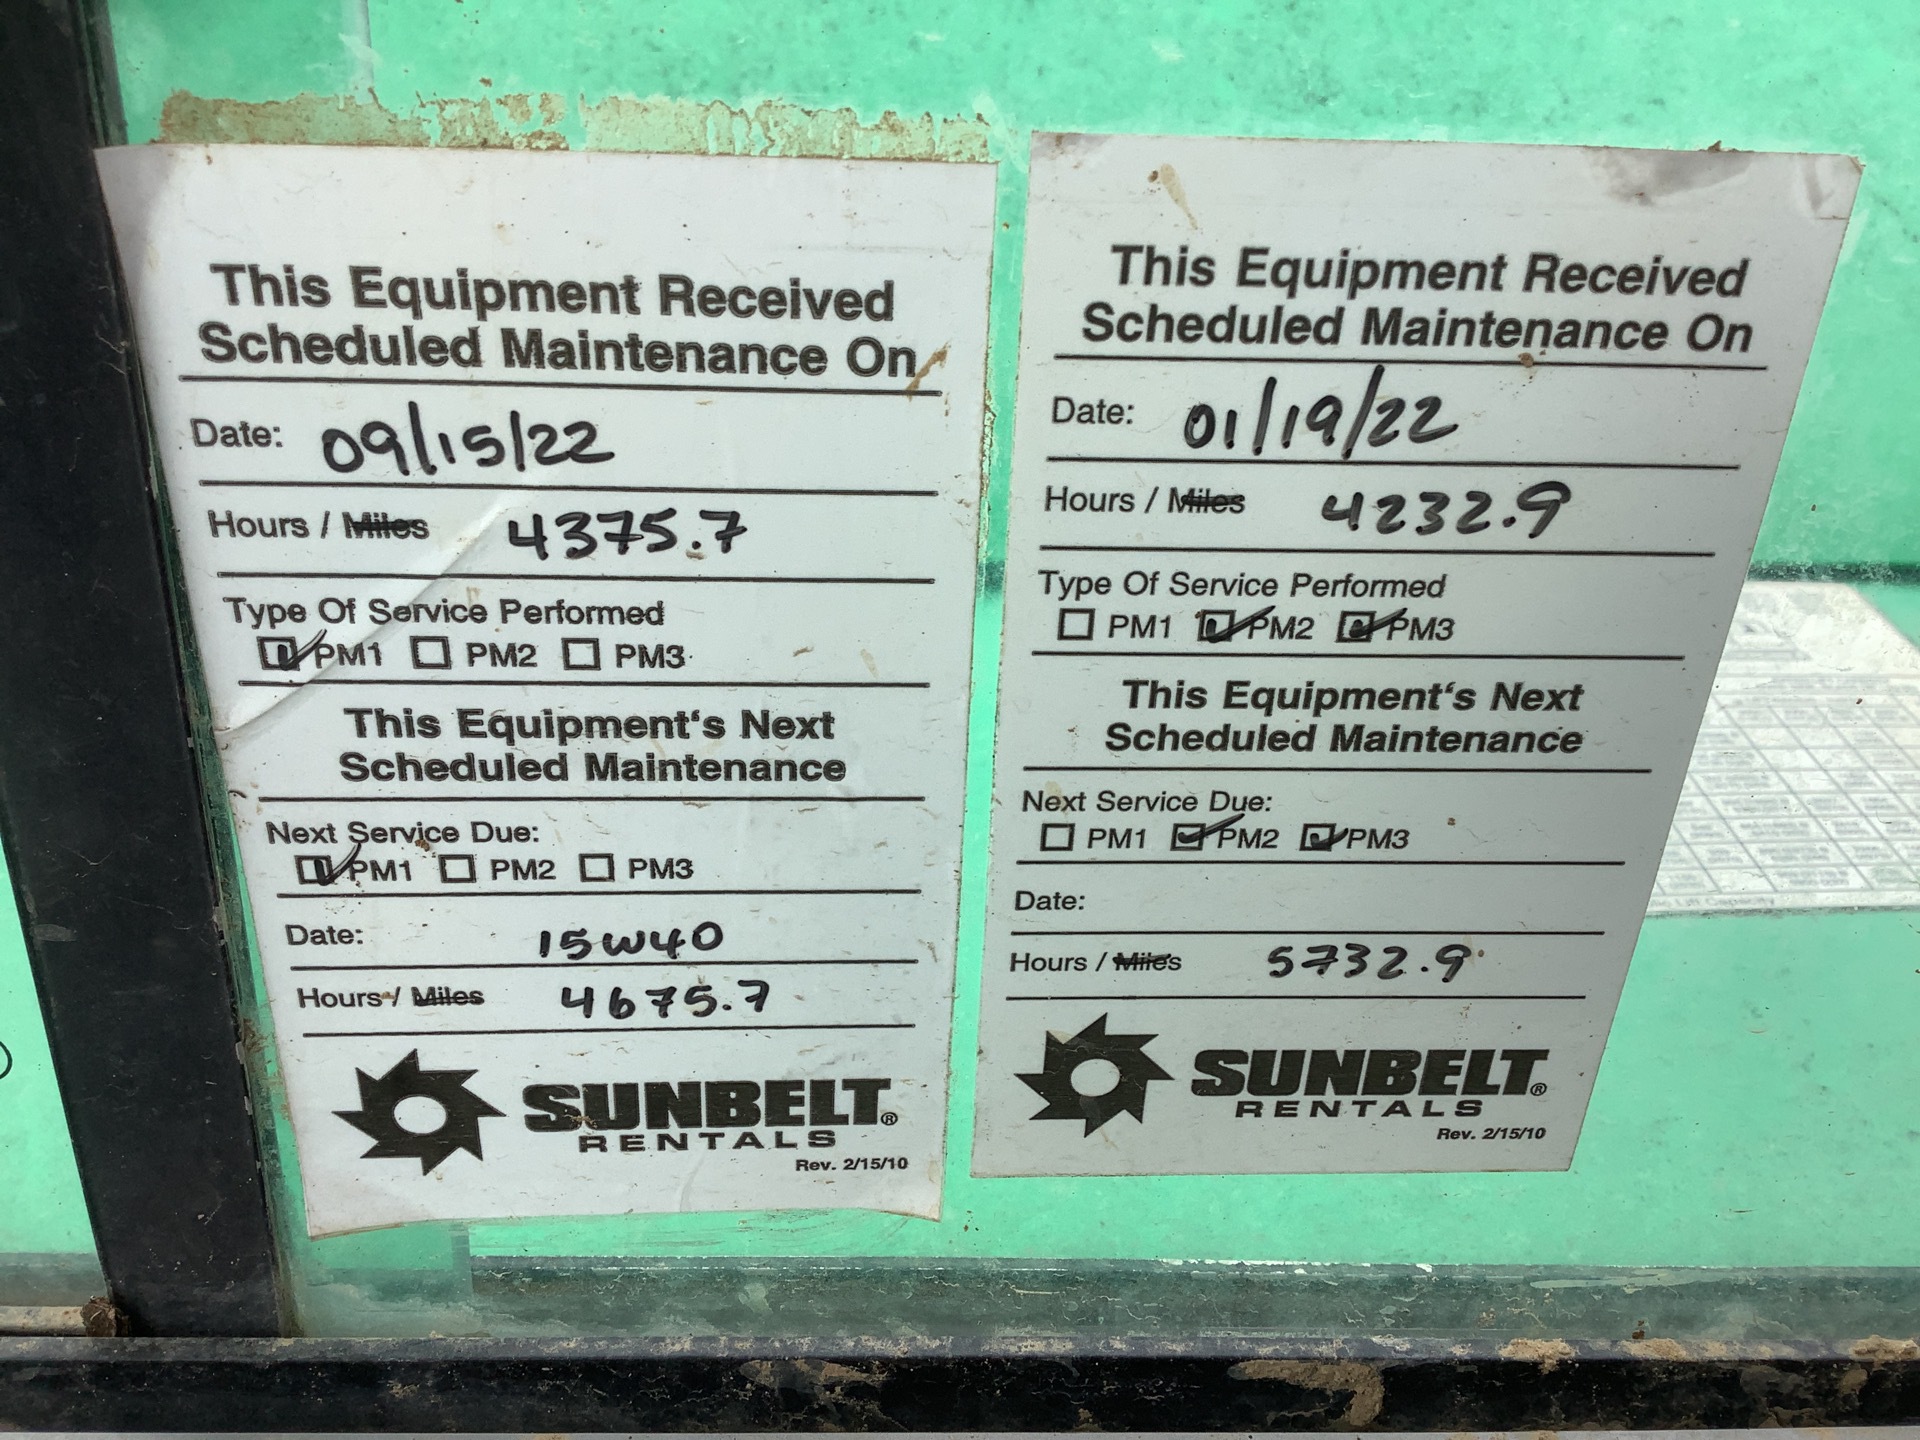 This Equipment Received
Scheduled Maintenance On
Date: 09/15/22
Hours / Miles 4375.7
Type Of Service Performed
PM1 PM2 PM3
This Equipment‘s Next
Scheduled Maintenance
Next Service Due:
PM1 PM2 PM3
Date: 15W40
Hours / Miles 4675.7
SUNBELT®
RENTALS
Rev. 2/15/10
This Equipment Received
Scheduled Maintenance On
Date: 01/19/22
Hours / Miles 4232.9
Type Of Service Performed
PM1 PM2 PM3
This Equipment‘s Next
Scheduled Maintenance
Next Service Due:
PM1 PM2 PM3
Date:
Hours / Miles 5732.9
SUNBELT®
RENTALS
Rev. 2/15/10